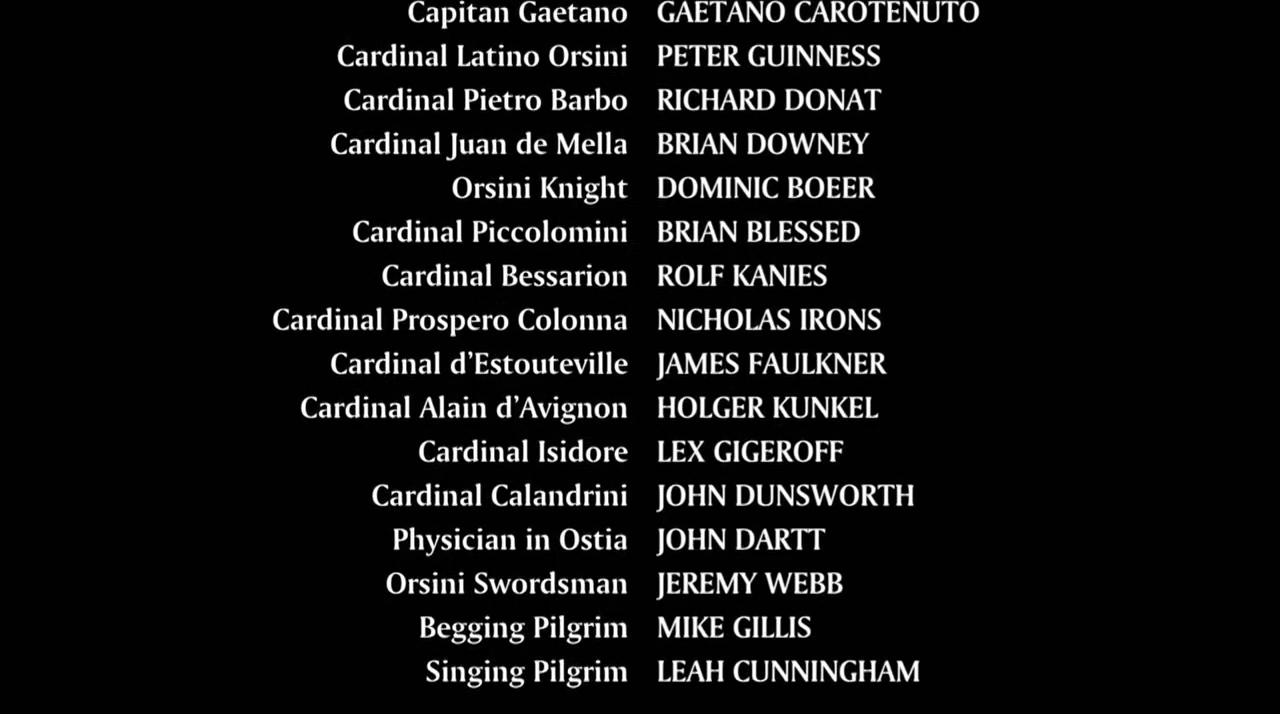 Capitan Gaetano GAETANO CAROTENUTO
Cardinal Latino Orsini PETER GUINNESS
Cardinal Pietro Barbo RICHARD DONAT
Cardinal Juan de Mella BRIAN DOWNEY
Orsini Knight DOMINIC BOEER
Cardinal Piccolomini BRIAN BLESSED
Cardinal Bessarion ROLF KANIES
Cardinal Prospero Colonna NICHOLAS IRONS
Cardinal d’Estouteville JAMES FAULKNER
Cardinal Alain d’Avignon HOLGER KUNKEL
Cardinal Isidore LEX GIGEROFF
Cardinal Calandrini JOHN DUNSWORTH
Physician in Ostia JOHN DARTT
Orsini Swordsman JEREMY WEBB
Begging Pilgrim MIKE GILLIS
Singing Pilgrim LEAH CUNNINGHAM